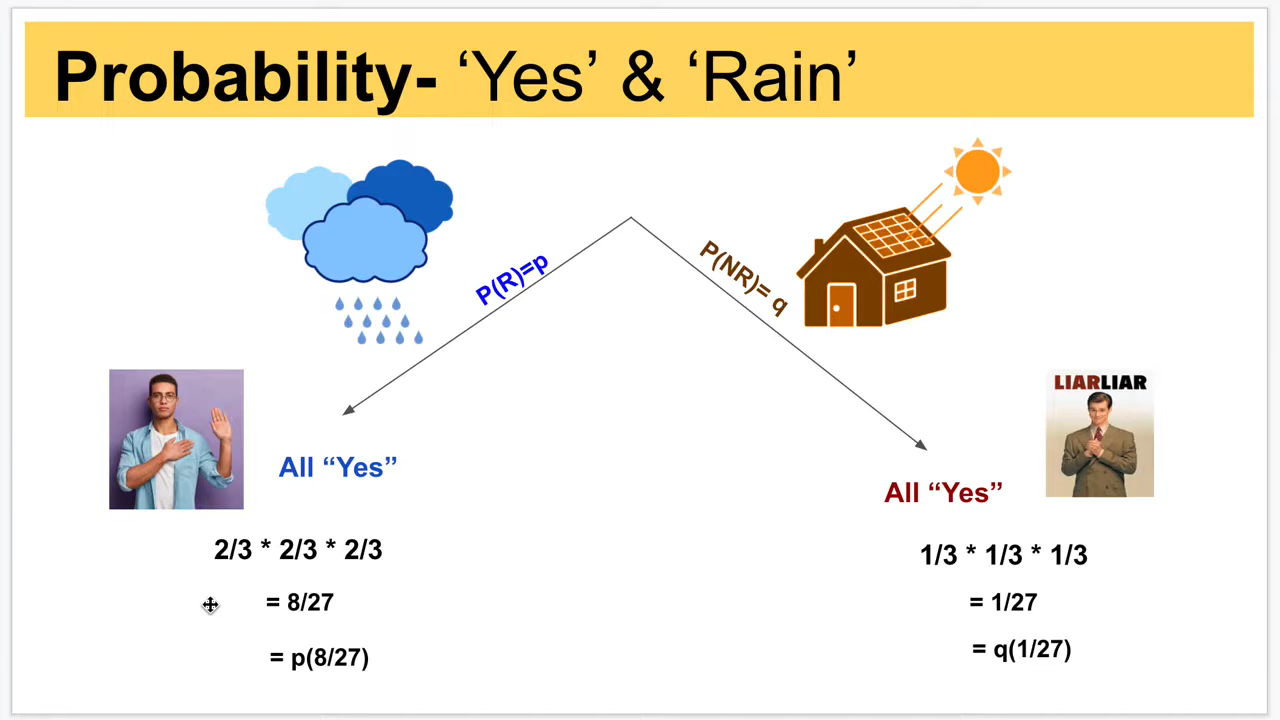 Probability- ‘Yes’ & ‘Rain’
P(R)=p
P(NR)= q
LIARLIAR
All “Yes”
All “Yes”
2/3 * 2/3 * 2/3
1/3 * 1/3 * 1/3
= 8/27
= 1/27
= p(8/27)
= q(1/27)